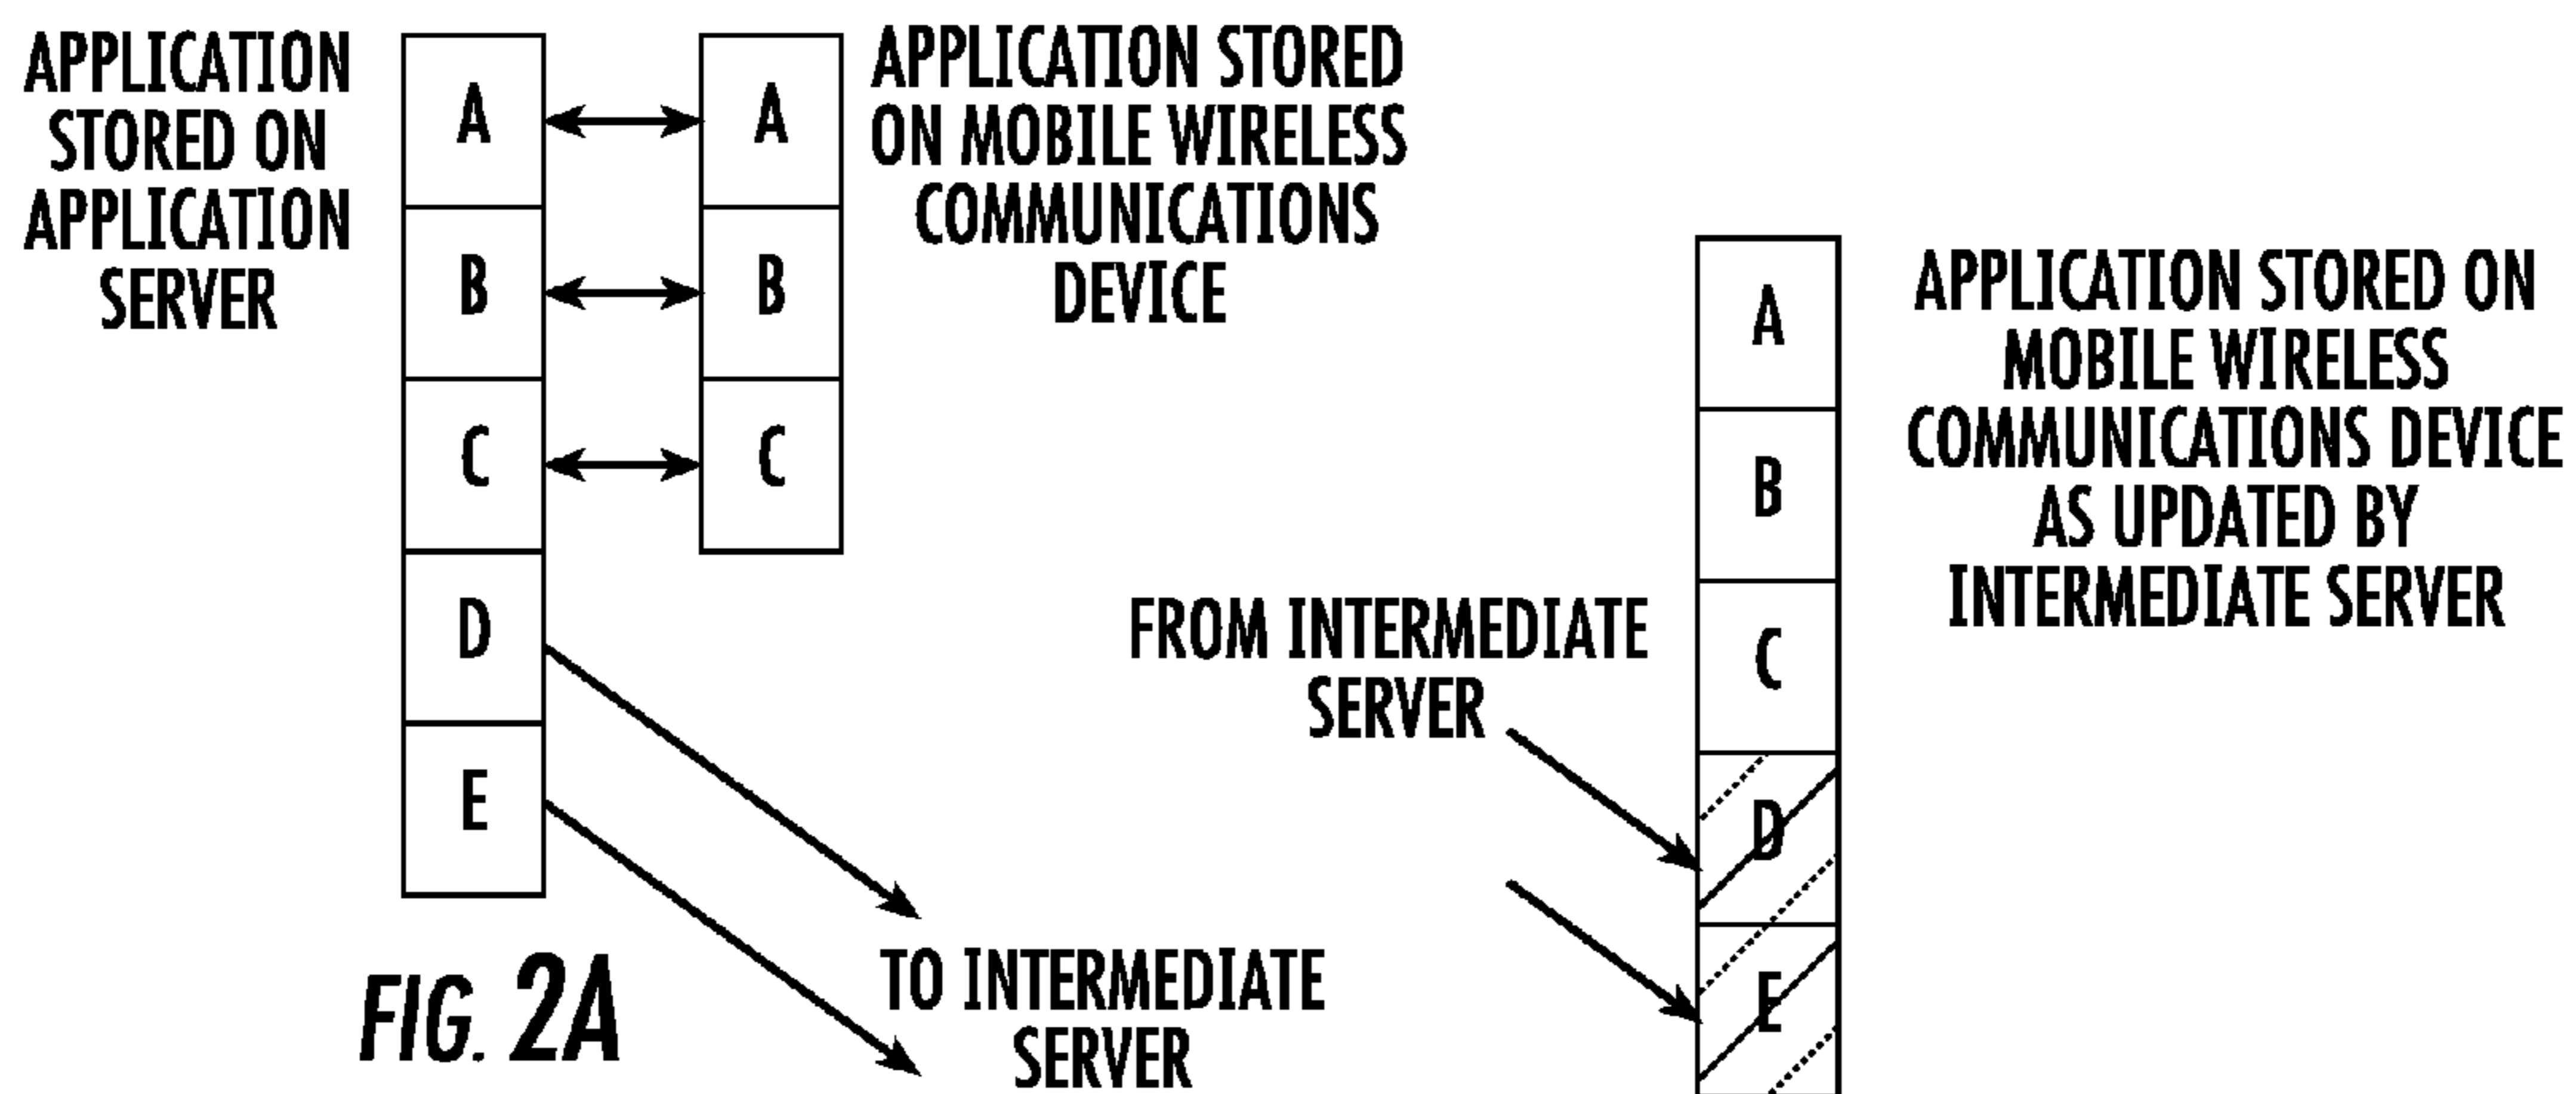 APPLICATION
STORED ON
APPLICATION
SERVER
A
B
C
D
E
A
B
C
APPLICATION STORED
ON MOBILE WIRELESS
COMMUNICATIONS
DEVICE
TO INTERMEDIATE
SERVER
FIG. 2A
FROM INTERMEDIATE
SERVER
A
B
C
D
E
APPLICATION STORED ON
MOBILE WIRELESS
COMMUNICATIONS DEVICE
AS UPDATED BY
INTERMEDIATE SERVER